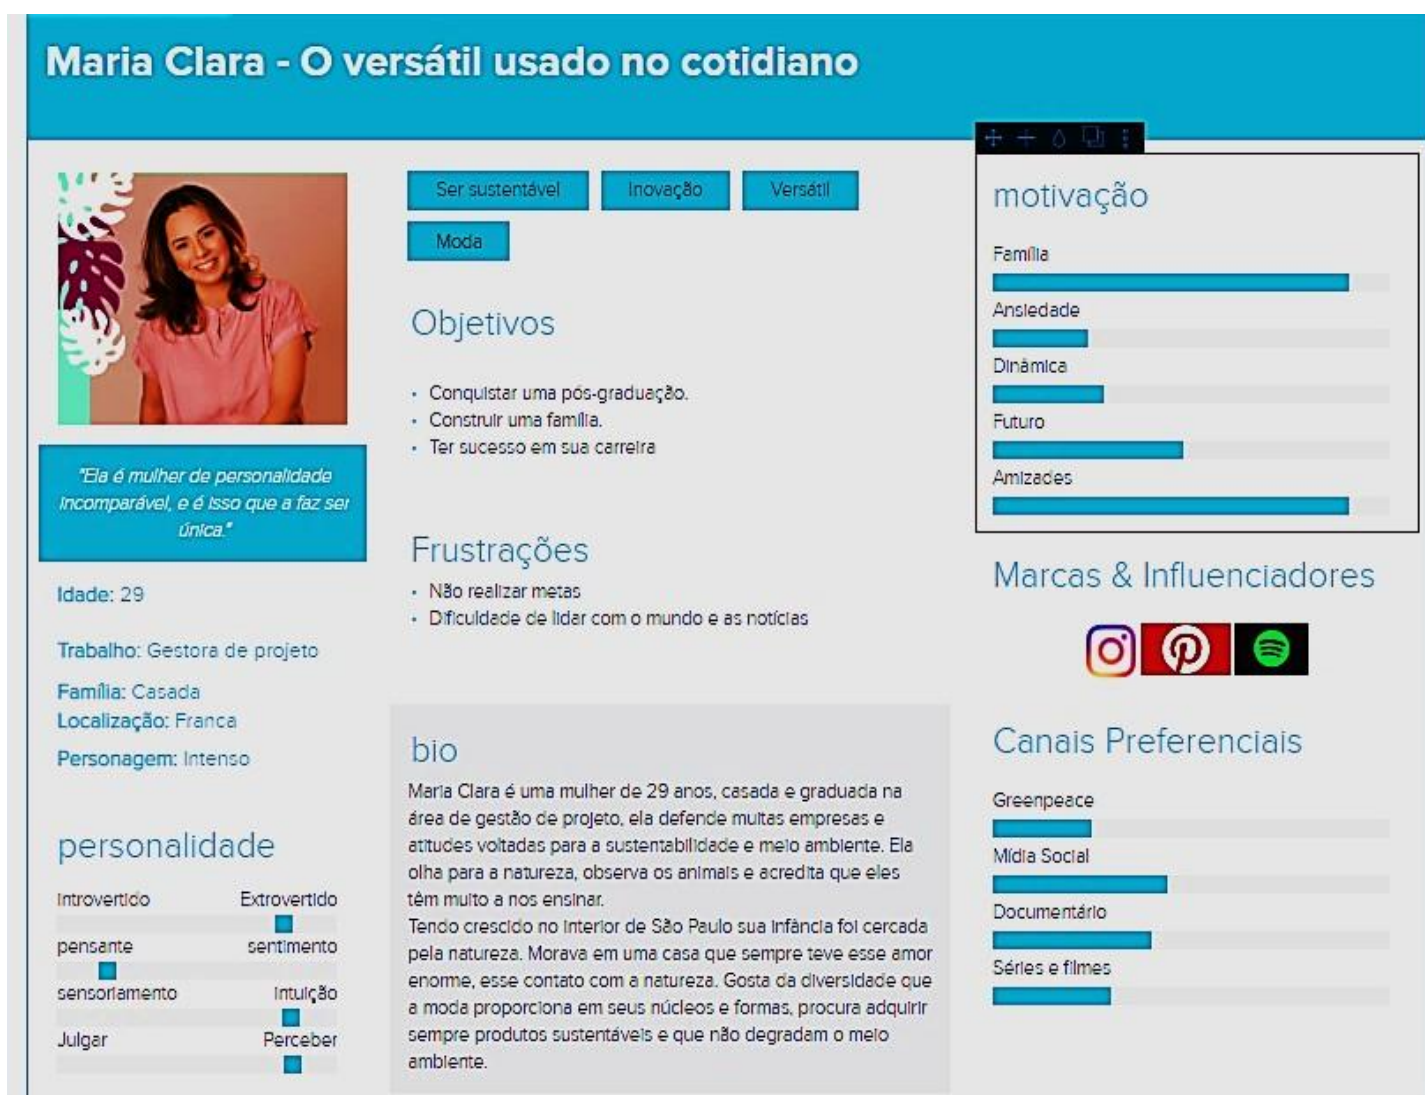 Maria Clara - O versátil usado no cotidiano
"Ela é mulher de personalidade
incomparável, e é isso que a faz ser
única."
Idade: 29
Trabalho: Gestora de projeto
Família: Casada
Localização: Franca
Personagem: Intenso
personalidade
Introvertido Extrovertido
pensante sentimento
sensoriamento Intuição
Julgar Perceber
Ser sustentável Inovação Versátil
Moda
Objetivos
• Conquistar uma pós-graduação.
• Construir uma família.
• Ter sucesso em sua carreira
Frustrações
• Não realizar metas
• Dificuldade de lidar com o mundo e as notícias
bio
Maria Clara é uma mulher de 29 anos, casada e graduada na
área de gestão de projeto, ela defende muitas empresas e
atitudes voltadas para a sustentabilidade e meio ambiente. Ela
olha para a natureza, observa os animais e acredita que eles
têm muito a nos ensinar.
Tendo crescido no interior de São Paulo sua infância foi cercada
pela natureza. Morava em uma casa que sempre teve esse amor
enorme, esse contato com a natureza. Gosta da diversidade que
a moda proporciona em seus núcleos e formas, procura adquirir
sempre produtos sustentáveis e que não degradam o meio
ambiente.
motivação
Família
Ansiedade
Dinâmica
Futuro
Amizades
Marcas & Influenciadores
Canais Preferenciais
Greenpeace
Mídia Social
Documentário
Séries e filmes